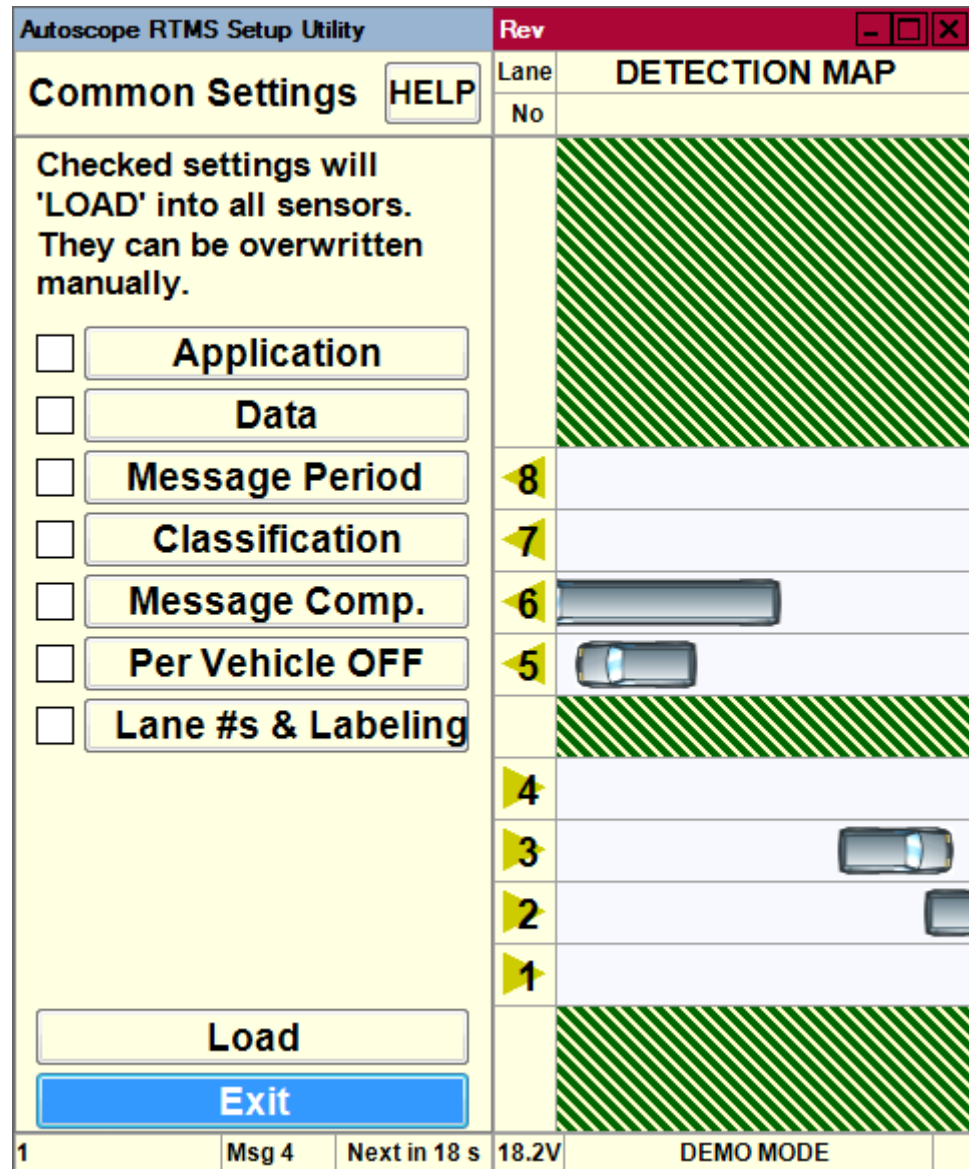 Autoscope RTMS Setup Utility
Rev
Common Settings
HELP
Lane
No
DETECTION MAP
Checked settings will
'LOAD' into all sensors.
They can be overwritten
manually.
Application
Data
Message Period
Classification
Message Comp.
Per Vehicle OFF
Lane #s & Labeling
Load
Exit
8
7
6
5
4
3
2
1
1
Msg 4
Next in 18 s
18.2V
DEMO MODE